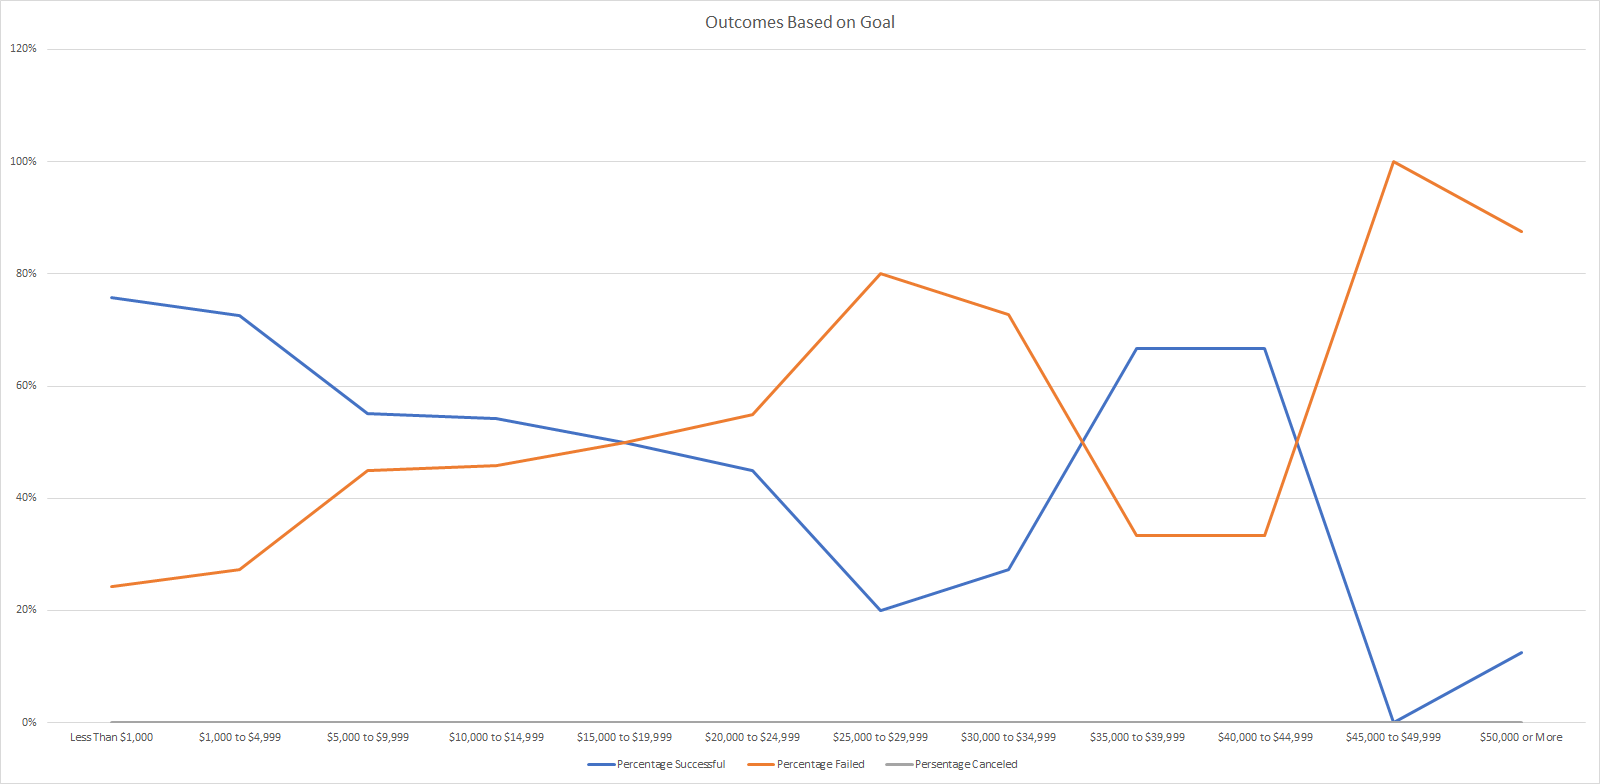 Outcomes Based on Goal
120%
100%
80%
60%
40%
20%
0%
Less Than $1,000 $1,000 to $4,999 $5,000 to $9,999 $10,000 to $14,999 $15,000 to $19,999 $20,000 to $24,999 $25,000 to $29,999 $30,000 to $34,999 $35,000 to $39,999 $40,000 to $44,999 $45,000 to $49,999 $50,000 or More
Percentage Successful Percentage Failed Persentage Canceled